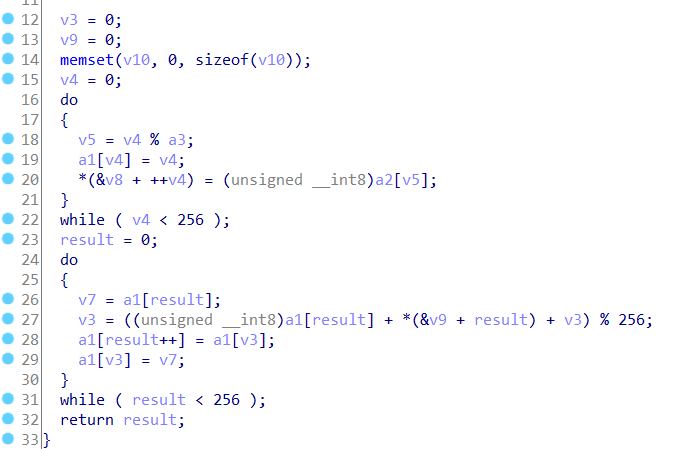 12 v3 = 0;
13 v9 = 0;
14 memset(v10, 0, sizeof(v10));
15 v4 = 0;
16 do
17 {
18 v5 = v4 % a3;
19 a1[v4] = v4;
20 *(&v8 + ++v4) = (unsigned __int8)a2[v5];
21 }
22 while ( v4 < 256 );
23 result = 0;
24 do
25 {
26 v7 = a1[result];
27 v3 = ((unsigned __int8)a1[result] + *(&v9 + result) + v3) % 256;
28 a1[result++] = a1[v3];
29 a1[v3] = v7;
30 }
31 while ( result < 256 );
32 return result;
33 }